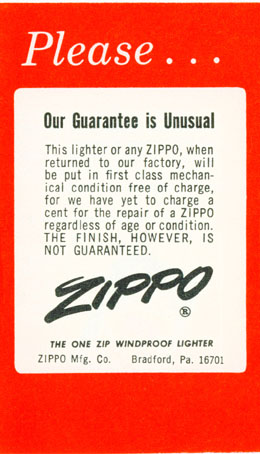 Please...
Our Guarantee is Unusual
This lighter or any ZIPPO, when
returned to our factory, will
be put in first class mechan-
ical condition free of charge,
for we have yet to charge a
cent for the repair of a ZIPPO
regardless of age or condition.
THE FINISH, HOWEVER, IS
NOT GUARANTEED.
ZIPPO
®
THE ONE ZIP WINDPROOF LIGHTER
ZIPPO Mfg. Co. Bradford, Pa. 16701